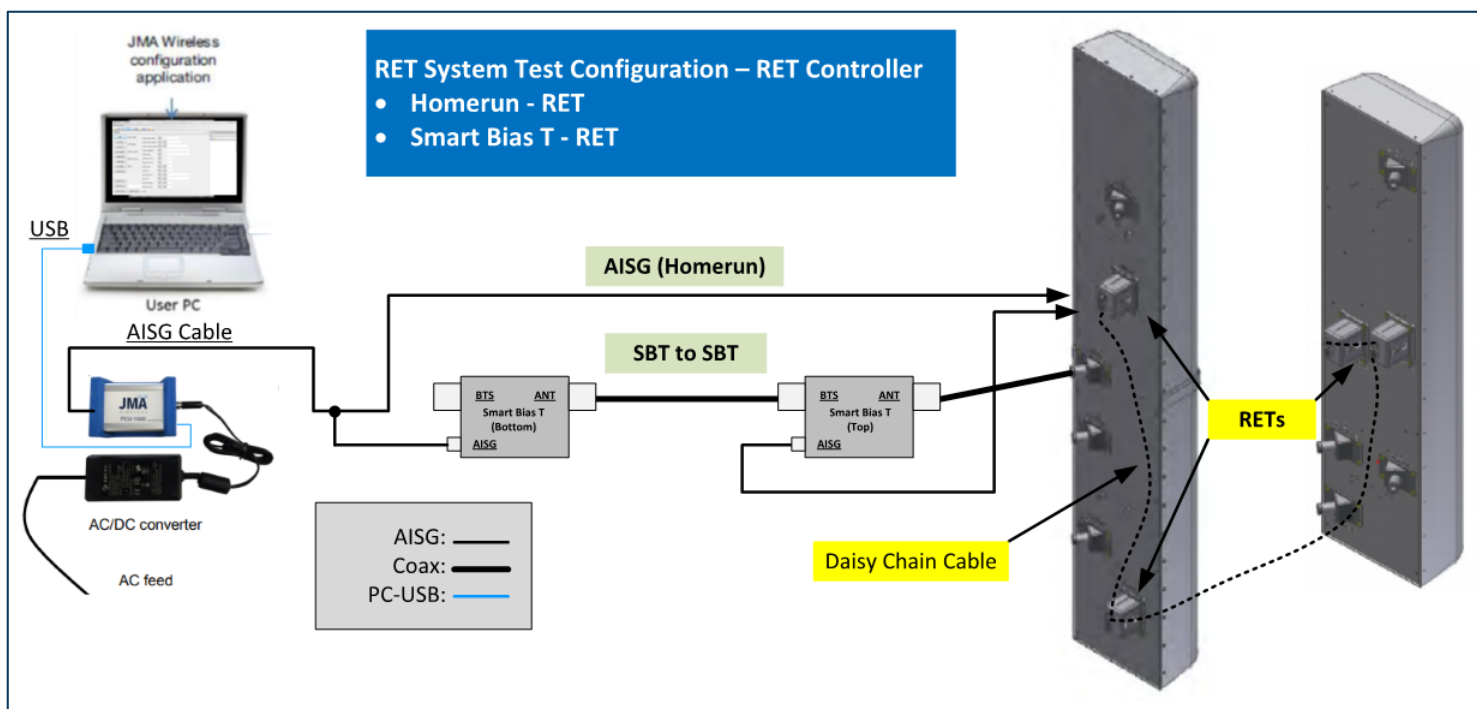 JMA Wireless
configuration
application
RET System Test Configuration – RET Controller
• Homerun - RET
• Smart Bias T - RET
USB
User PC
AISG Cable
AISG (Homerun)
SBT to SBT
JMA
WIRELESS
BTS ANT
Smart Bias T
(Bottom)
AISG
BTS ANT
Smart Bias T
(Top)
AISG
RETs
AC/DC converter
AC feed
AISG:
Coax:
PC-USB:
Daisy Chain Cable